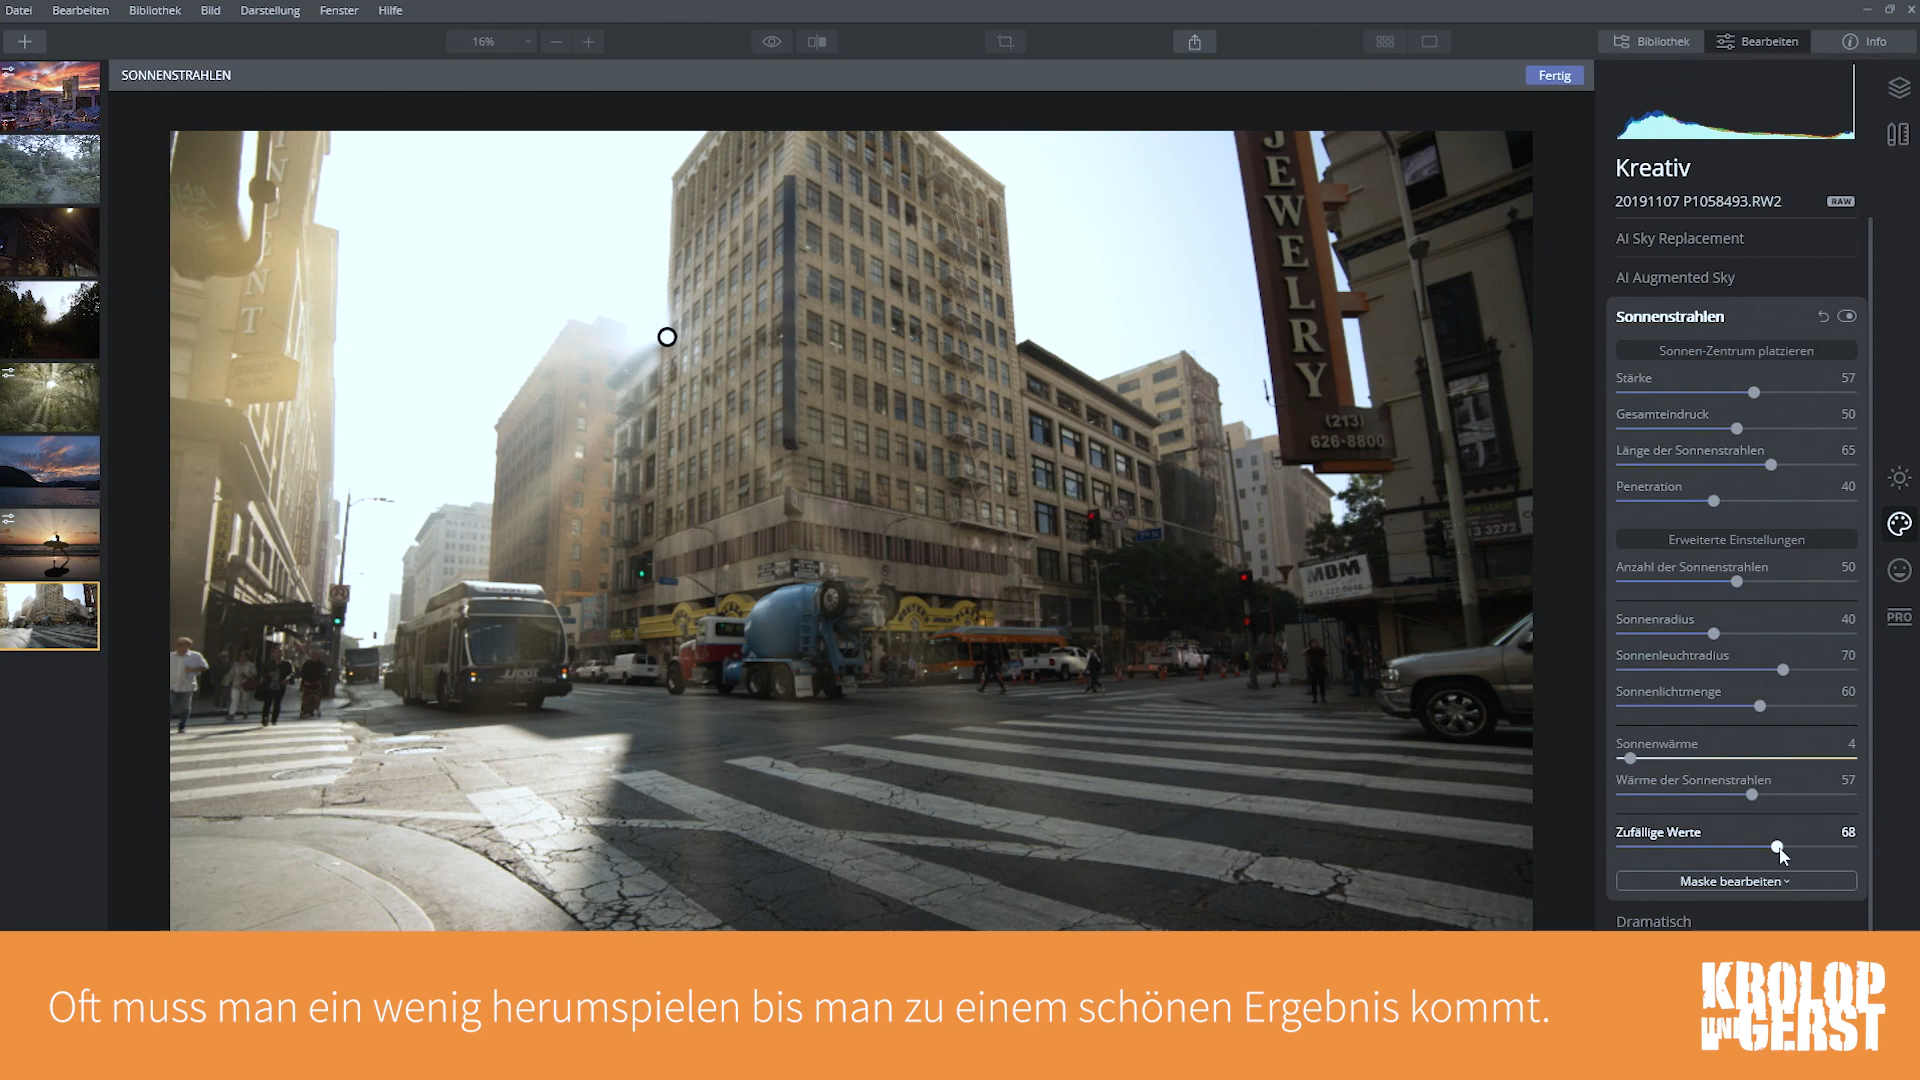 Datei Bearbeiten Bibliothek Bild Darstellung Fenster Hilfe
16%
Bibliothek Bearbeiten Info
SONNENSTRAHLEN Fertig
Kreativ
20191107 P1058493.RW2 RAW
AI Sky Replacement
AI Augmented Sky
Sonnenstrahlen
Sonnen-Zentrum platzieren
Stärke 57
Gesamteindruck 50
Länge der Sonnenstrahlen 65
Penetration 40
Erweiterte Einstellungen
Anzahl der Sonnenstrahlen 50
Sonnenradius 40
Sonnenleuchtradius 70
Sonnenlichtmenge 60
Sonnenwärme 4
Wärme der Sonnenstrahlen 57
Zufällige Werte 68
Maske bearbeiten
Dramatisch
PRO
JEWELRY
(213)
626-8800
MDM
Oft muss man ein wenig herumspielen bis man zu einem schönen Ergebnis kommt.
KROLOP
UND GERST